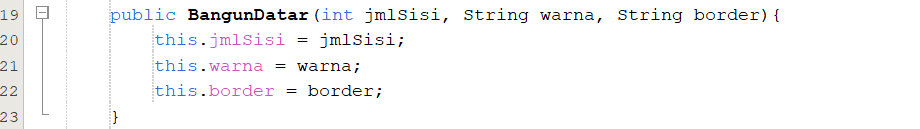 19 public BangunDatar(int jmlSisi, String warna, String border){
20 this.jmlSisi = jmlSisi;
21 this.warna = warna;
22 this.border = border;
23 }